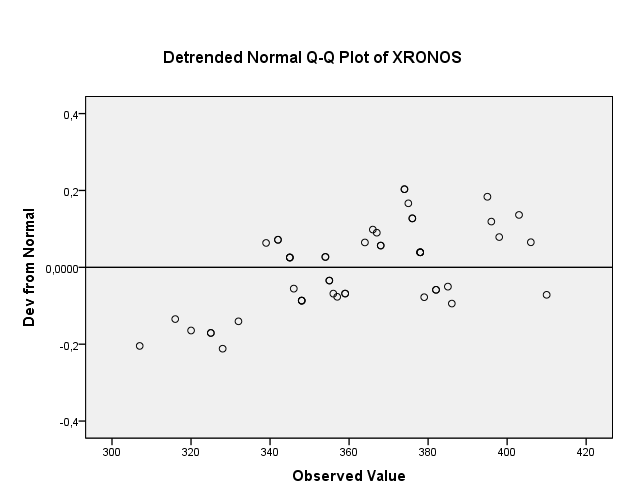 Detrended Normal Q-Q Plot of XRONOS
0,4
0,2
0,0000
-0,2
-0,4
Dev from Normal
300 320 340 360 380 400 420
Observed Value